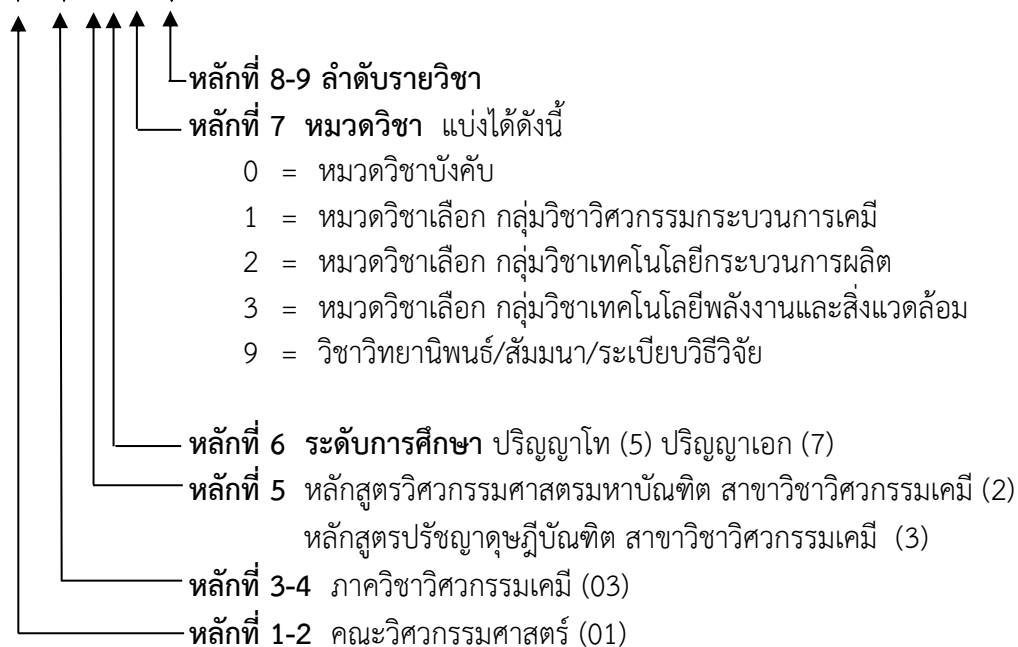 หลักที่ 8-9 ลำดับรายวิชา
หลักที่ 7 หมวดวิชา แบ่งได้ดังนี้
0 = หมวดวิชาบังคับ
1 = หมวดวิชาเลือก กลุ่มวิชาวิศวกรรมกระบวนการเคมี
2 = หมวดวิชาเลือก กลุ่มวิชาเทคโนโลยีกระบวนการผลิต
3 = หมวดวิชาเลือก กลุ่มวิชาเทคโนโลยีพลังงานและสิ่งแวดล้อม
9 = วิชาวิทยานิพนธ์/สัมมนา/ระเบียบวิธีวิจัย
หลักที่ 6 ระดับการศึกษา ปริญญาโท (5) ปริญญาเอก (7)
หลักที่ 5 หลักสูตรวิศวกรรมศาสตรมหาบัณฑิต สาขาวิชาวิศวกรรมเคมี (2)
หลักสูตรปรัชญาดุษฎีบัณฑิต สาขาวิชาวิศวกรรมเคมี (3)
หลักที่ 3-4 ภาควิชาวิศวกรรมเคมี (03)
หลักที่ 1-2 คณะวิศวกรรมศาสตร์ (01)